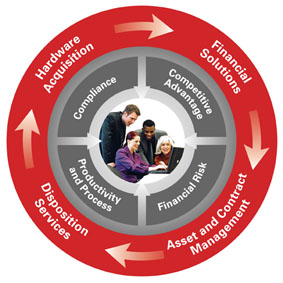 Hardware
Acquisition
Financial
Solutions
Asset and Contract
Management
Disposition
Services
Compliance
Competitive
Advantage
Financial Risk
Productivity
and Process